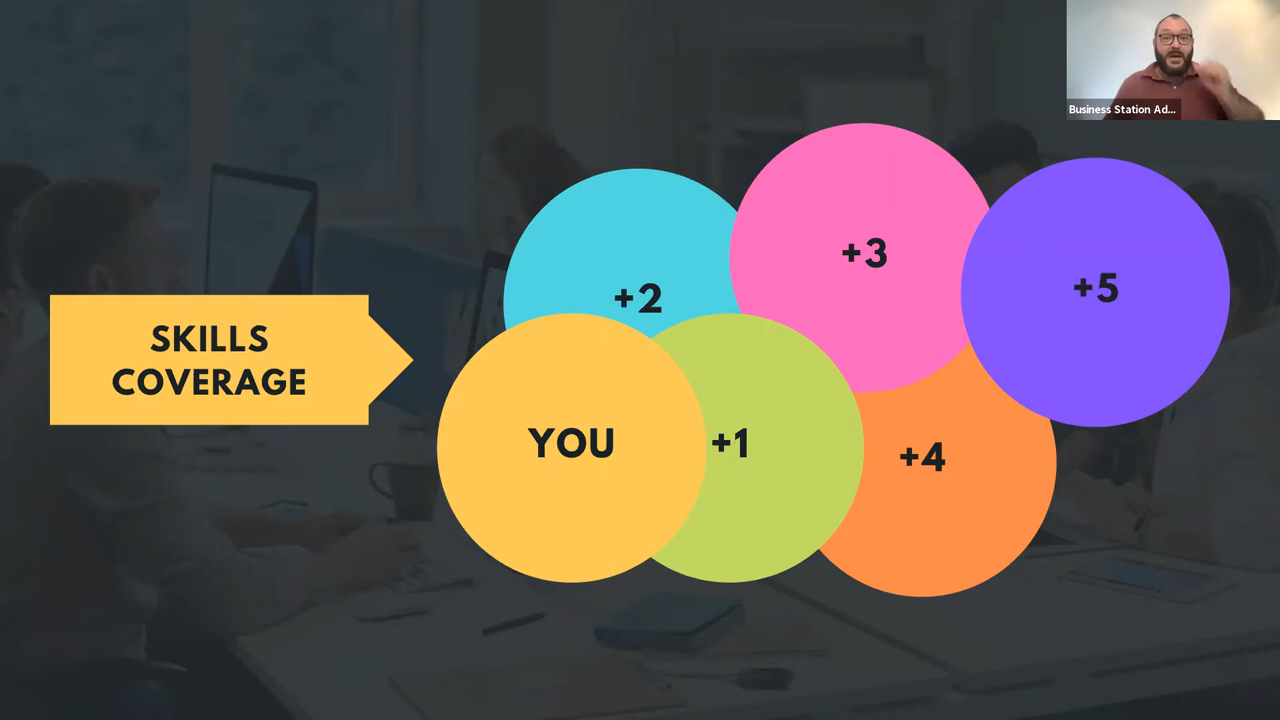 Business Station Ad...
SKILLS
COVERAGE
+2
+3
+5
YOU
+1
+4